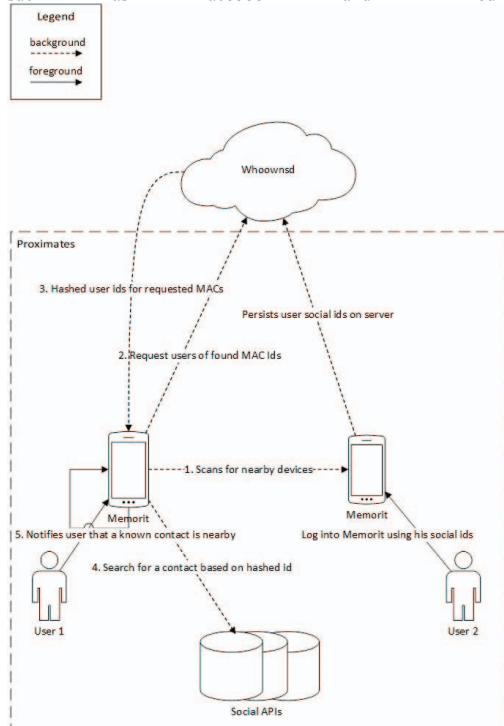 Legend
background
foreground
Whoownsd
Proximates
3. Hashed user ids for requested MACs
Persists user social ids on server
2. Request users of found MAC Ids
1. Scans for nearby devices
Memorit
Memorit
5. Notifies user that a known contact is nearby
Log into Memorit using his social ids
4. Search for a contact based on hashed id
User 1
User 2
Social APIs